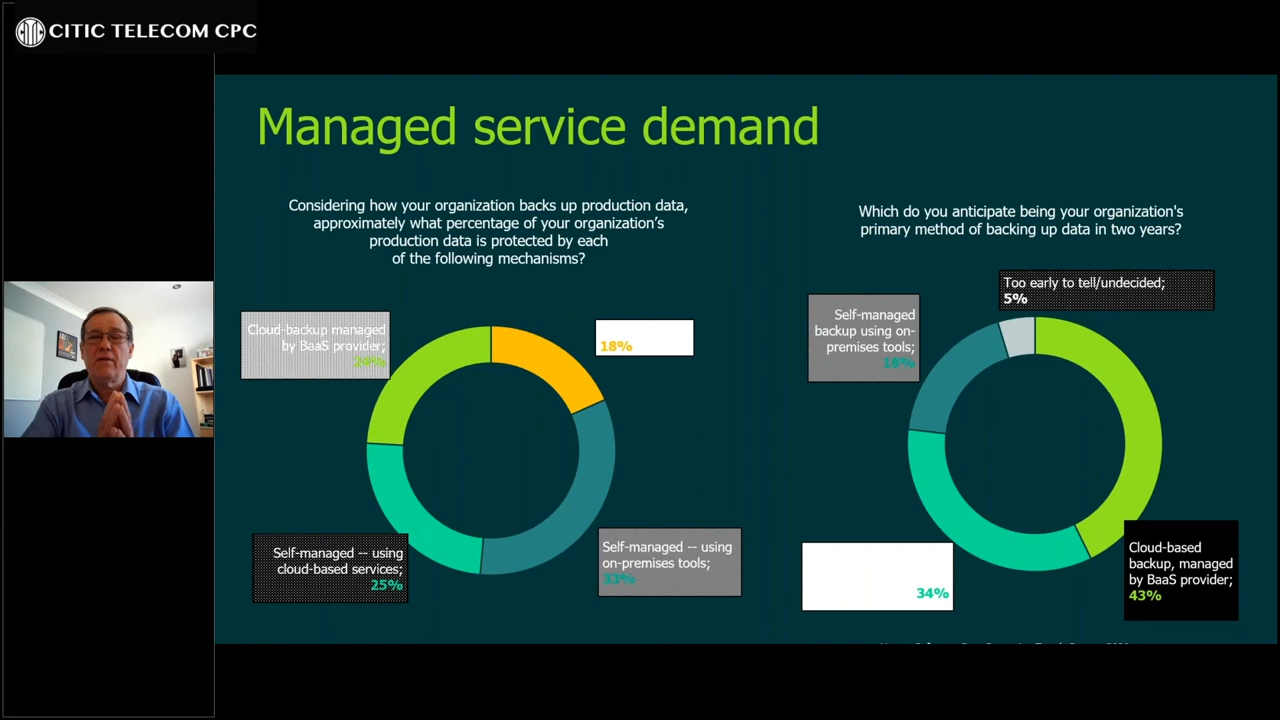 CITIC TELECOM CPC
Managed service demand
Considering how your organization backs up production data,
approximately what percentage of your organization's
production data is protected by each
of the following mechanisms?
Cloud-backup managed
by BaaS provider;
18%
Self-managed -- using
cloud-based services;
25%
Self-managed -- using
on-premises tools;
33%
Which do you anticipate being your organization's
primary method of backing up data in two years?
Too early to tell/undecided;
5%
Self-managed
backup using on-
premises tools;
34%
Cloud-based
backup, managed
by BaaS provider;
43%